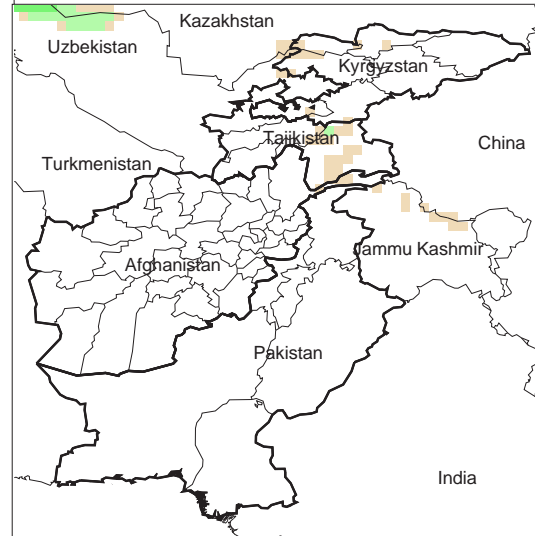 Kazakhstan
Uzbekistan
Kyrgyzstan
Tajikistan
China
Turkmenistan
Jammu Kashmir
Afghanistan
Pakistan
India